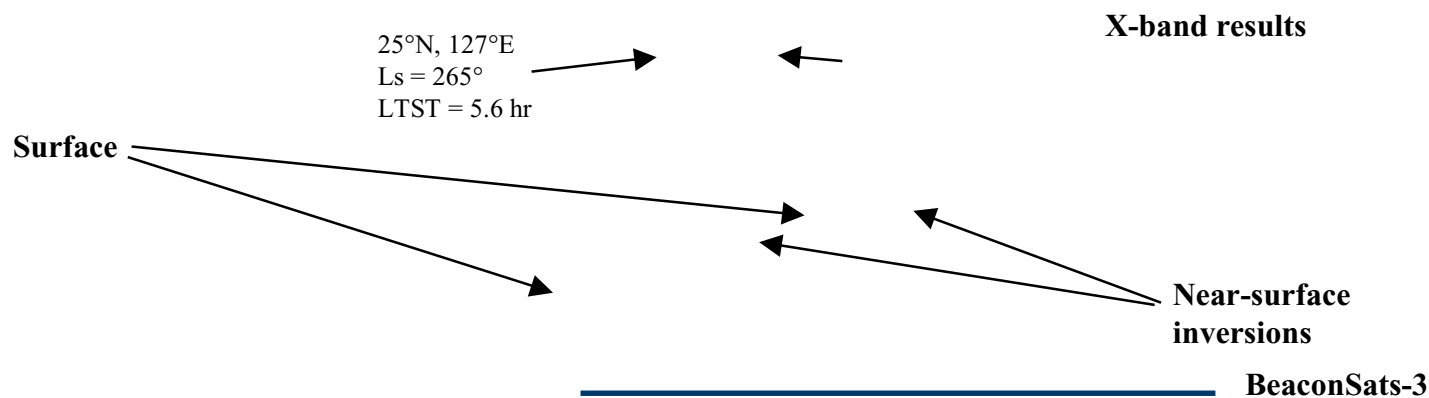 X-band results
25°N, 127°E
Ls = 265°
LTST = 5.6 hr
Surface
Near-surface
inversions
BeaconSats-3